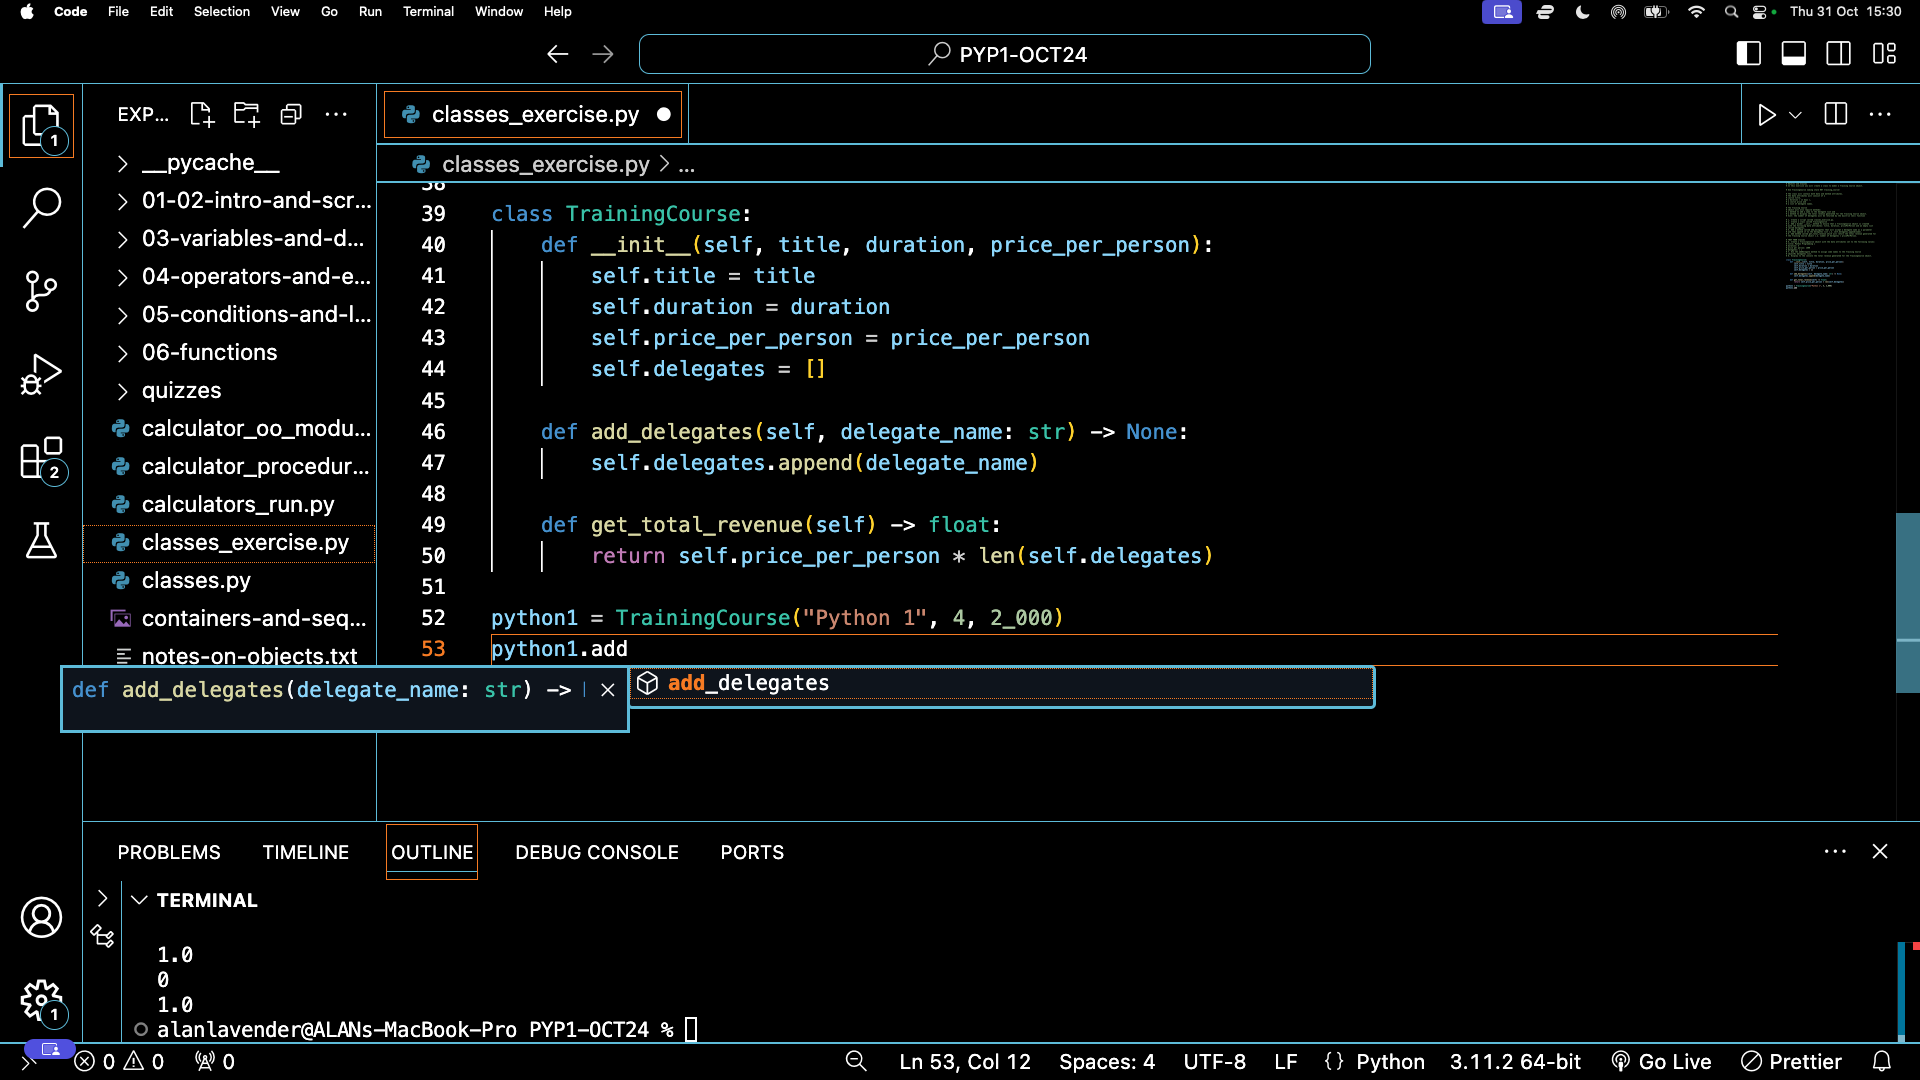 Code File Edit Selection View Go Run Terminal Window Help Thu 31 Oct 15:30
PYP1-OCT24
EXP...
classes_exercise.py
classes_exercise.py > ...
1
2
1
__pycache__
01-02-intro-and-scr...
03-variables-and-d...
04-operators-and-e...
05-conditions-and-l...
06-functions
quizzes
calculator_oo_modu...
calculator_procedur...
calculators_run.py
classes_exercise.py
classes.py
containers-and-seq...
notes-on-objects.txt
38
39 class TrainingCourse:
40 def __init__(self, title, duration, price_per_person):
41 self.title = title
42 self.duration = duration
43 self.price_per_person = price_per_person
44 self.delegates = []
45
46 def add_delegates(self, delegate_name: str) -> None:
47 self.delegates.append(delegate_name)
48
49 def get_total_revenue(self) -> float:
50 return self.price_per_person * len(self.delegates)
51
52 python1 = TrainingCourse("Python 1", 4, 2_000)
53 python1.add
def add_delegates(delegate_name: str) ->
add_delegates
PROBLEMS TIMELINE OUTLINE DEBUG CONSOLE PORTS
TERMINAL
1.0
0
1.0
alanlavender@ALANs-MacBook-Pro PYP1-OCT24 %
0 0 0 Ln 53, Col 12 Spaces: 4 UTF-8 LF {} Python 3.11.2 64-bit Go Live Prettier